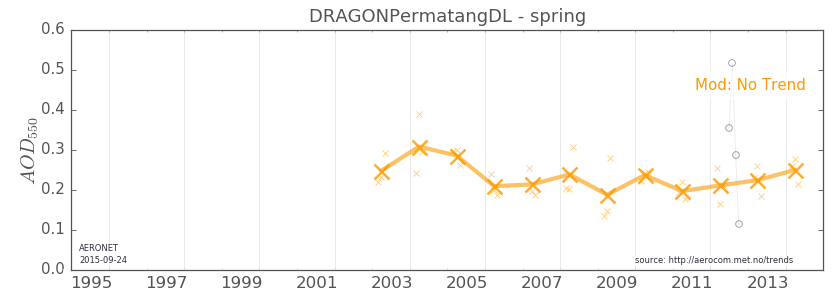 DRAGONPermatangDL - spring
0.6
0.5
0.4
0.3
0.2
0.1
0.0
AOD550
Mod: No Trend
AERONET
2015-09-24
source: http://aerocom.met.no/trends
1995 1997 1999 2001 2003 2005 2007 2009 2011 2013